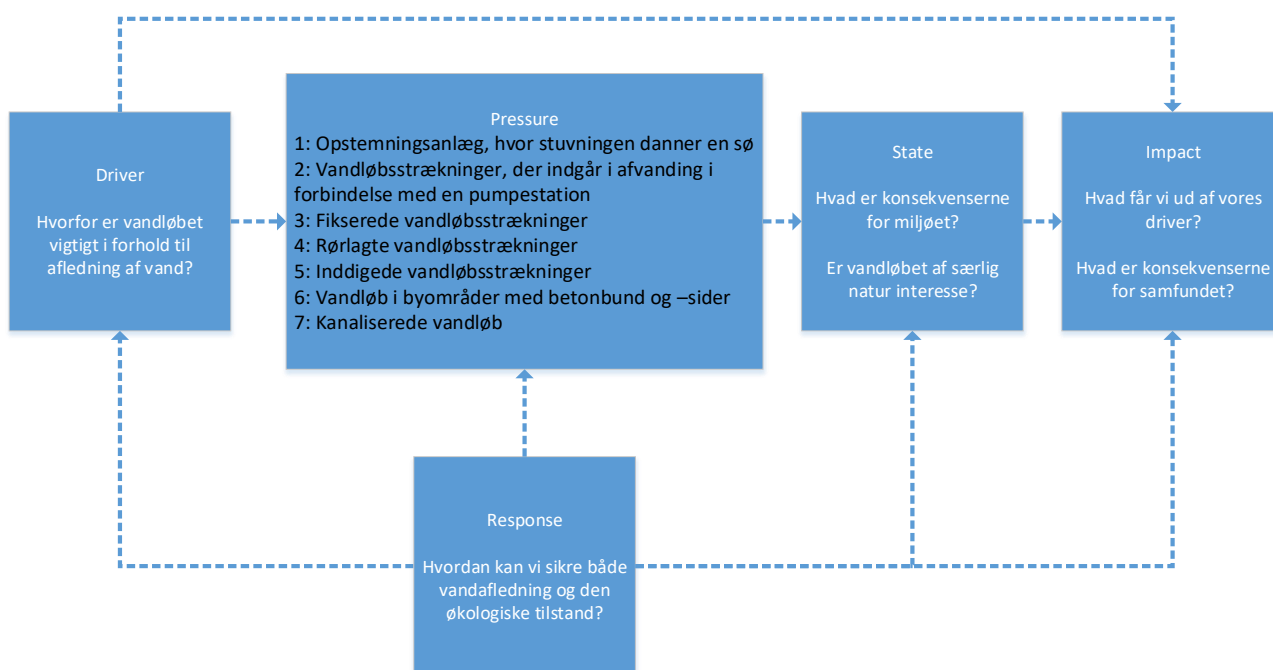 Driver
Hvorfor er vandløbet
vigtigt i forhold til
afledning af vand?
Pressure
1: Opstemningsanlæg, hvor stuvningen danner en sø
2: Vandløbsstrækninger, der indgår i afvanding i
forbindelse med en pumpestation
3: Fikserede vandløbsstrækninger
4: Rørlagte vandløbsstrækninger
5: Inddigede vandløbsstrækninger
6: Vandløb i byområder med betonbund og –sider
7: Kanaliserede vandløb
State
Hvad er konsekvenserne
for miljøet?
Er vandløbet af særlig
natur interesse?
Impact
Hvad får vi ud af vores
driver?
Hvad er konsekvenserne
for samfundet?
Response
Hvordan kan vi sikre både
vandafledning og den
økologiske tilstand?